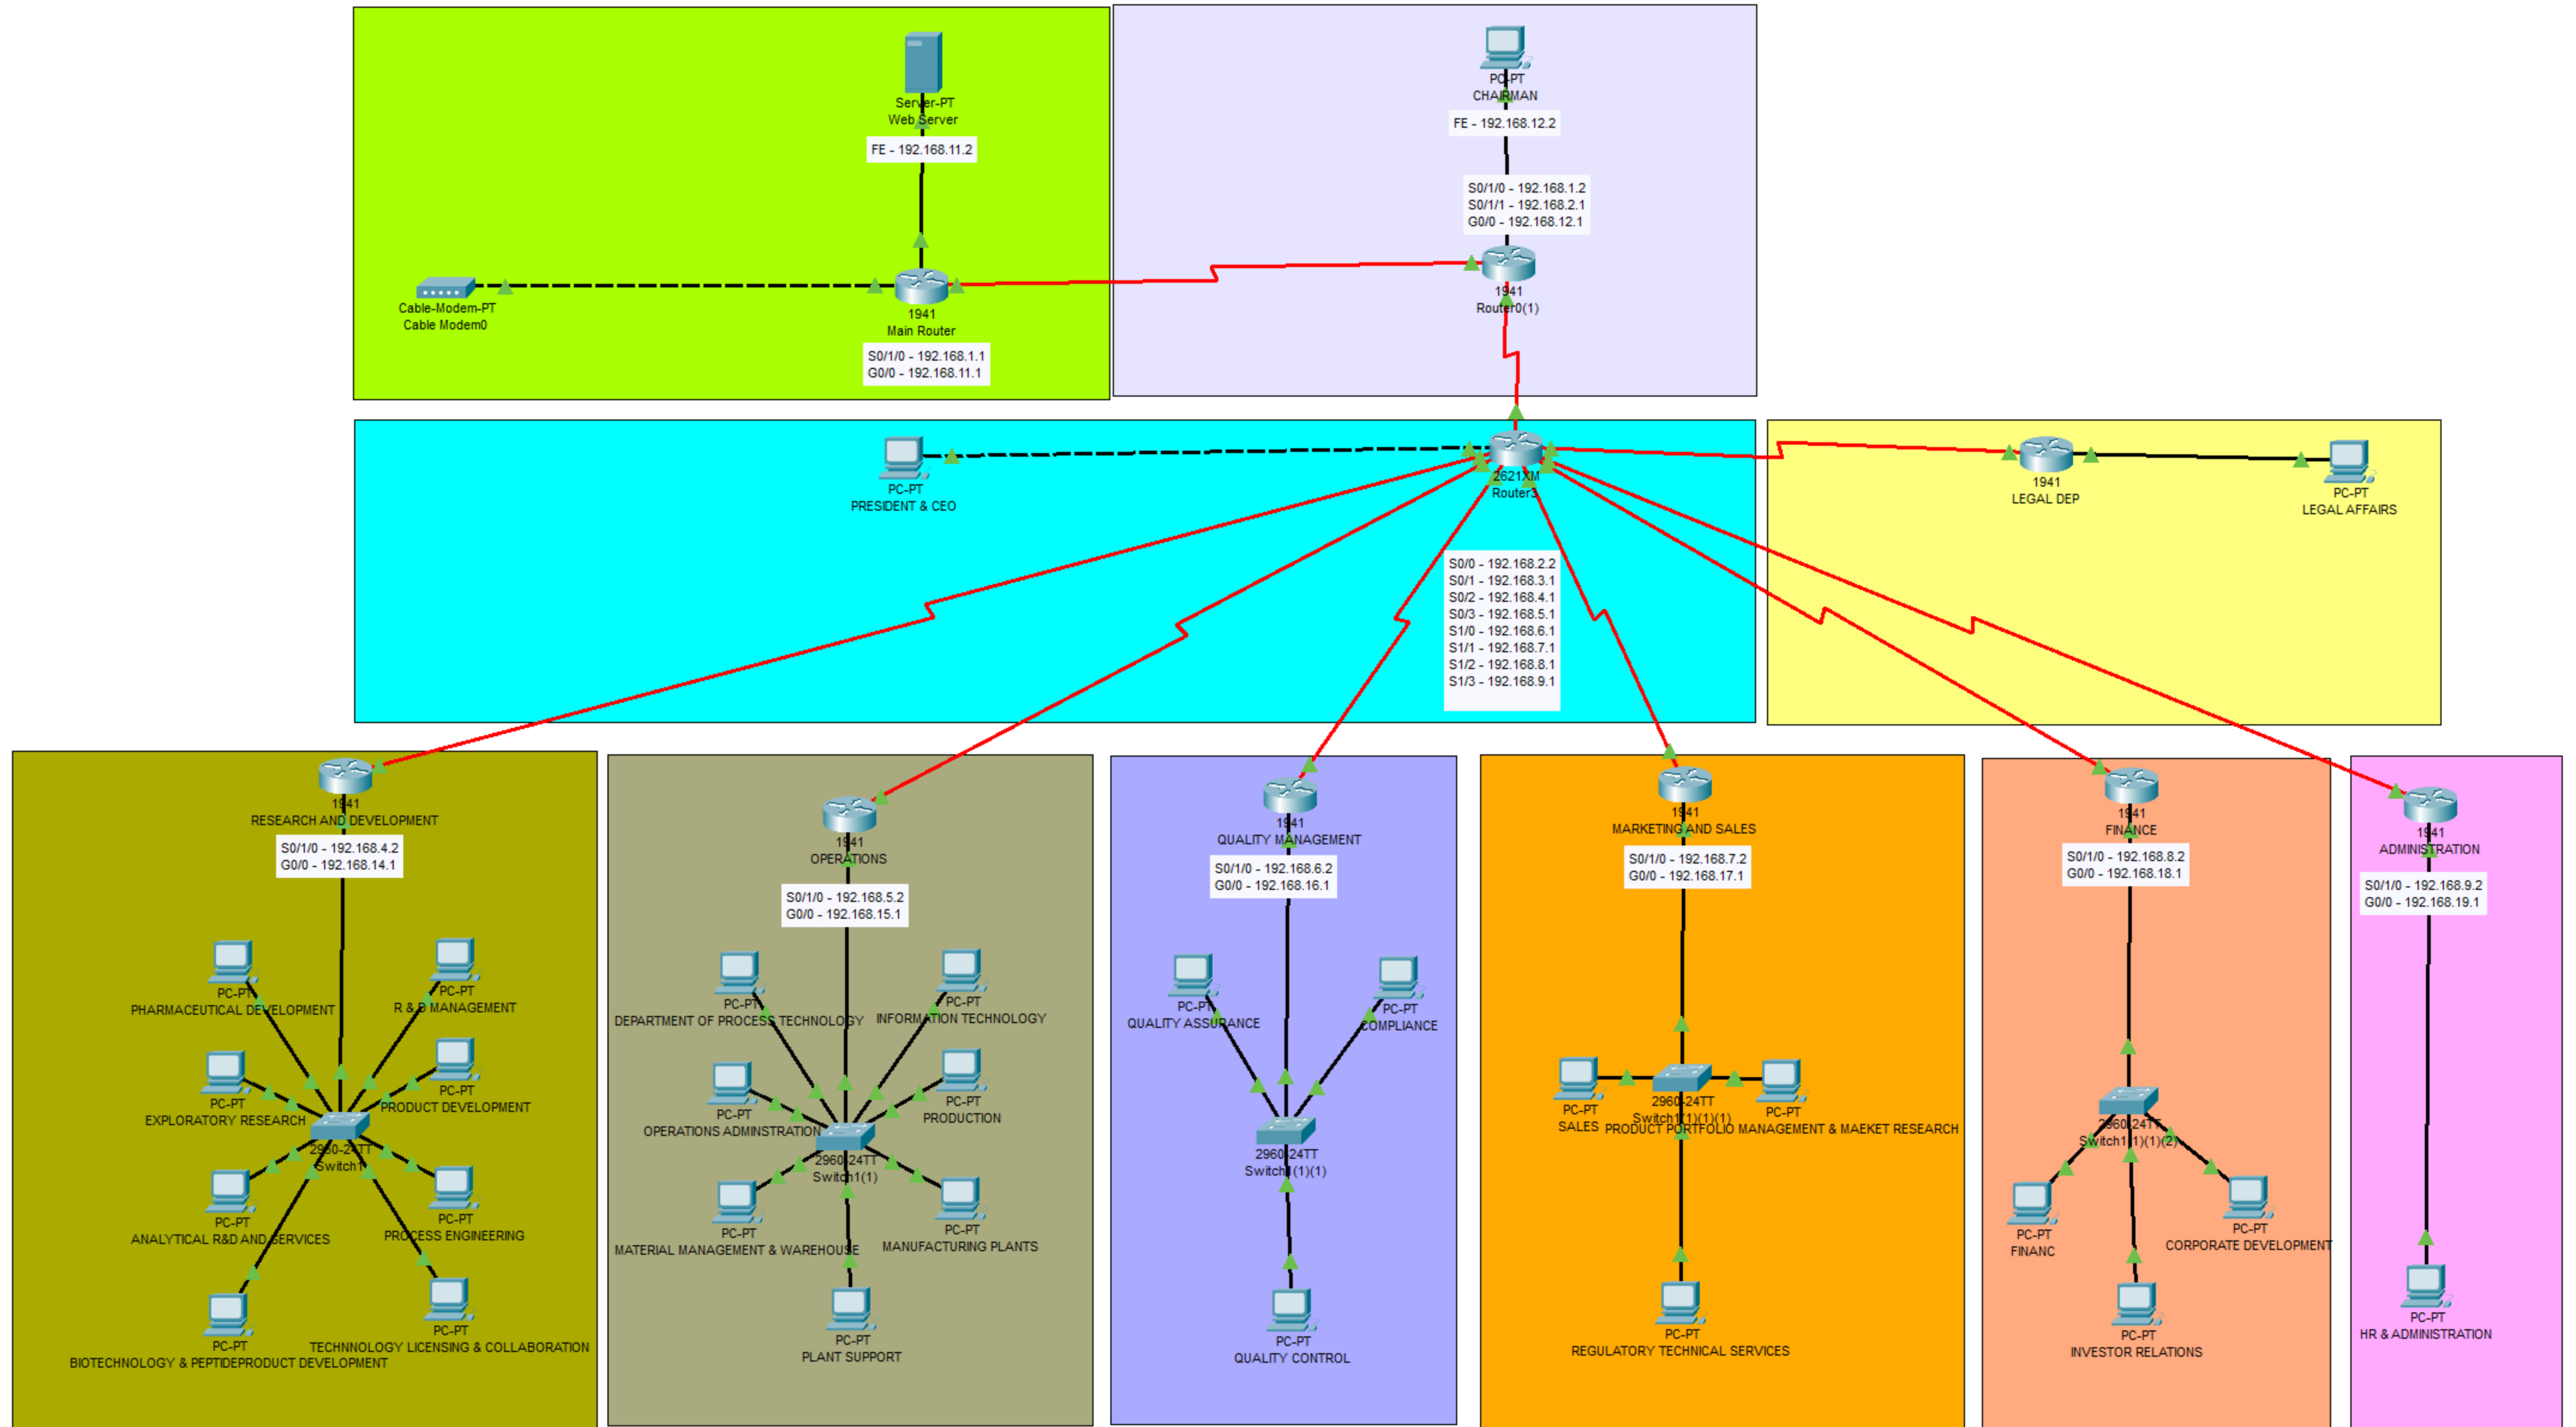 Server-PT
Web Server
FE - 192.168.11.2
Cable-Modem-PT
Cable Modem0
1941
Main Router
S0/1/0 - 192.168.1.1
G0/0 - 192.168.11.1
PC-PT
CHAIRMAN
FE - 192.168.12.2
S0/1/0 - 192.168.1.2
S0/1/1 - 192.168.2.1
G0/0 - 192.168.12.1
1941
Router0(1)
PC-PT
PRESIDENT & CEO
2621XM
Router3
S0/0 - 192.168.2.2
S0/1 - 192.168.3.1
S0/2 - 192.168.4.1
S0/3 - 192.168.5.1
S1/0 - 192.168.6.1
S1/1 - 192.168.7.1
S1/2 - 192.168.8.1
S1/3 - 192.168.9.1
1941
LEGAL DEP
PC-PT
LEGAL AFFAIRS
1941
RESEARCH AND DEVELOPMENT
S0/1/0 - 192.168.4.2
G0/0 - 192.168.14.1
PC-PT
PHARMACEUTICAL DEVELOPMENT
PC-PT
R & D MANAGEMENT
PC-PT
EXPLORATORY RESEARCH
PC-PT
PRODUCT DEVELOPMENT
2960-24TT
Switch1
PC-PT
ANALYTICAL R&D AND SERVICES
PC-PT
PROCESS ENGINEERING
PC-PT
BIOTECHNOLOGY & PEPTIDEPRODUCT DEVELOPMENT
PC-PT
TECHNNOLOGY LICENSING & COLLABORATION
1941
OPERATIONS
S0/1/0 - 192.168.5.2
G0/0 - 192.168.15.1
PC-PT
DEPARTMENT OF PROCESS TECHNOLOGY
PC-PT
INFORMATION TECHNOLOGY
PC-PT
OPERATIONS ADMINSTRATION
PC-PT
PRODUCTION
2960-24TT
Switch1(1)
PC-PT
MATERIAL MANAGEMENT & WAREHOUSE
PC-PT
MANUFACTURING PLANTS
PC-PT
PLANT SUPPORT
1941
QUALITY MANAGEMENT
S0/1/0 - 192.168.6.2
G0/0 - 192.168.16.1
PC-PT
QUALITY ASSURANCE
PC-PT
COMPLIANCE
2960-24TT
Switch1(1)(1)
PC-PT
QUALITY CONTROL
1941
MARKETING AND SALES
S0/1/0 - 192.168.7.2
G0/0 - 192.168.17.1
PC-PT
SALES
2960-24TT
Switch1(1)(1)(1)
PC-PT
PRODUCT PORTFOLIO MANAGEMENT & MAEKET RESEARCH
PC-PT
REGULATORY TECHNICAL SERVICES
1941
FINANCE
S0/1/0 - 192.168.8.2
G0/0 - 192.168.18.1
2960-24TT
Switch1(1)(1)(2)
PC-PT
FINANC
PC-PT
CORPORATE DEVELOPMENT
PC-PT
INVESTOR RELATIONS
1941
ADMINISTRATION
S0/1/0 - 192.168.9.2
G0/0 - 192.168.19.1
PC-PT
HR & ADMINISTRATION